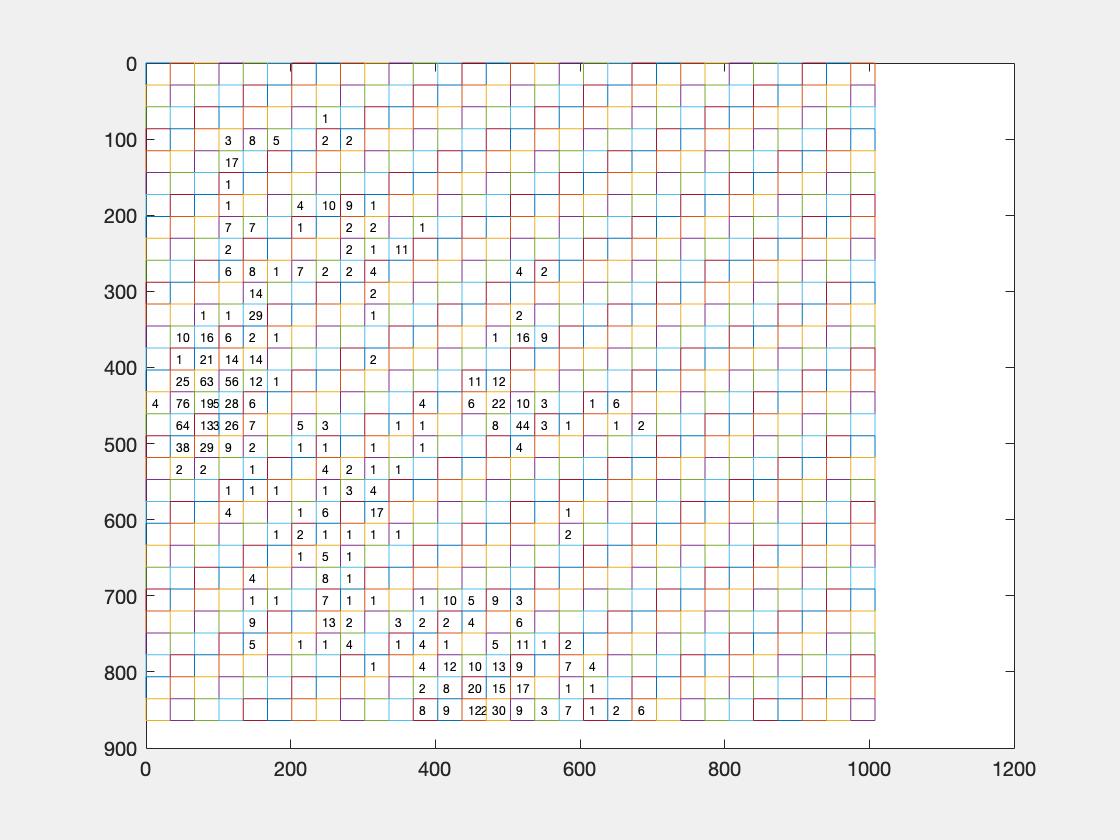 0
1
100 3 8 5 2 2
17
1
200 1 4 10 9 1
7 7 1 2 2 1
2 2 1 11
6 8 1 7 2 2 4 4 2
300 14 2
1 1 29 1 2
10 16 6 2 1 1 16 9
400 1 21 14 14 2
25 63 56 12 1 11 12
4 76 195 28 6 4 6 22 10 3 1 6
64 133 26 7 5 3 1 1 8 44 3 1 1 2
500 38 29 9 2 1 1 1 1 4
2 2 1 4 2 1 1
1 1 1 1 3 4
600 4 1 6 17 1
1 2 1 1 1 1 2
1 5 1
4 8 1
700 1 1 7 1 1 1 10 5 9 3
9 13 2 3 2 2 4 6
5 1 1 4 1 4 1 5 11 1 2
800 1 4 12 10 13 9 7 4
2 8 20 15 17 1 1
8 9 122 30 9 3 7 1 2 6
900
0 200 400 600 800 1000 1200